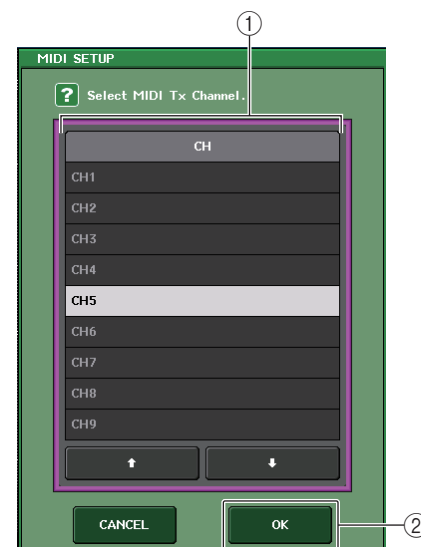 ①
MIDI SETUP
? Select MIDI Tx Channel.
CH
CH1
CH2
CH3
CH4
CH5
CH6
CH7
CH8
CH9
CANCEL OK ②